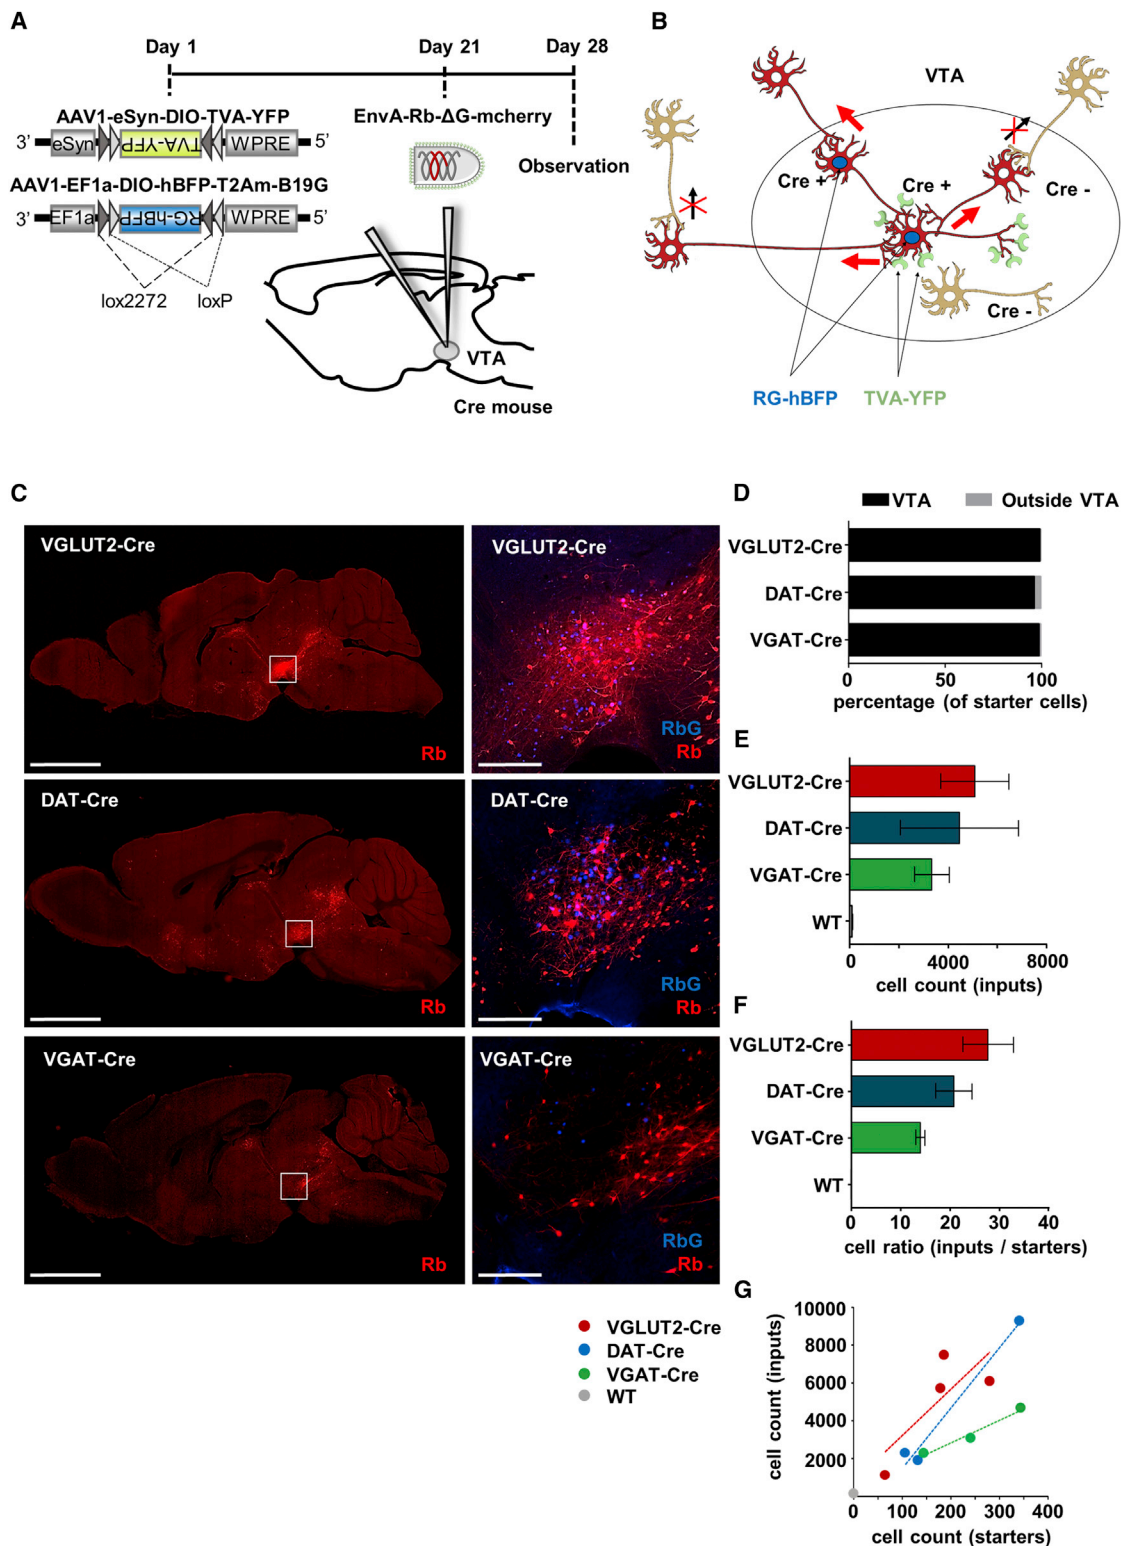 A
Day 1
Day 21
Day 28
AAV1-eSyn-DIO-TVA-YFP
3' eSyn TVA-YFP WPRE 5'
AAV1-EF1a-DIO-hBFP-T2Am-B19G
3' EF1a RG-hBFP WPRE 5'
lox2272 loxP
EnvA-Rb-ΔG-mcherry
Observation
VTA
Cre mouse
B
VTA
Cre +
Cre +
Cre -
Cre -
RG-hBFP TVA-YFP
C
VGLUT2-Cre
Rb
VGLUT2-Cre
RbG
Rb
DAT-Cre
Rb
DAT-Cre
RbG
Rb
VGAT-Cre
Rb
VGAT-Cre
RbG
Rb
D
VTA Outside VTA
VGLUT2-Cre
DAT-Cre
VGAT-Cre
0 50 100
percentage (of starter cells)
E
VGLUT2-Cre
DAT-Cre
VGAT-Cre
WT
0 4000 8000
cell count (inputs)
F
VGLUT2-Cre
DAT-Cre
VGAT-Cre
WT
0 10 20 30 40
cell ratio (inputs / starters)
G
VGLUT2-Cre
DAT-Cre
VGAT-Cre
WT
cell count (inputs)
10000
8000
6000
4000
2000
0 100 200 300 400
cell count (starters)